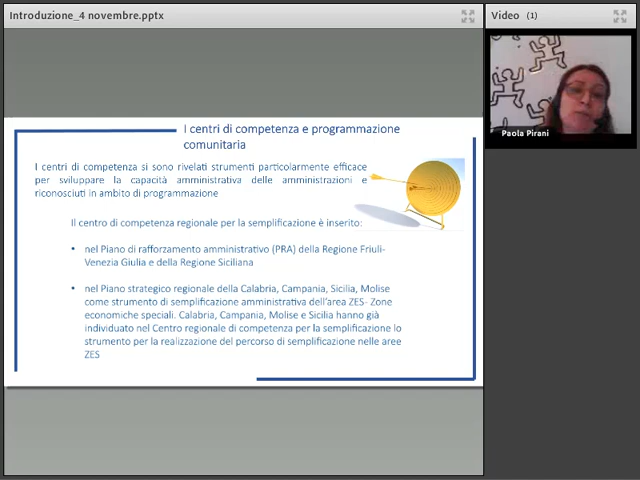 Introduzione_4 novembre.pptx
Video (1)
Paola Pirani
I centri di competenza e programmazione
comunitaria
I centri di competenza si sono rivelati strumenti particolarmente efficace
per sviluppare la capacità amministrativa delle amministrazioni e
riconosciuti in ambito di programmazione
Il centro di competenza regionale per la semplificazione è inserito:
• nel Piano di rafforzamento amministrativo (PRA) della Regione Friuli-
Venezia Giulia e della Regione Siciliana
• nel Piano strategico regionale della Calabria, Campania, Sicilia, Molise
come strumento di semplificazione amministrativa dell'area ZES- Zone
economiche speciali. Calabria, Campania, Molise e Sicilia hanno già
individuato nel Centro regionale di competenza per la semplificazione lo
strumento per la realizzazione del percorso di semplificazione nelle aree
ZES